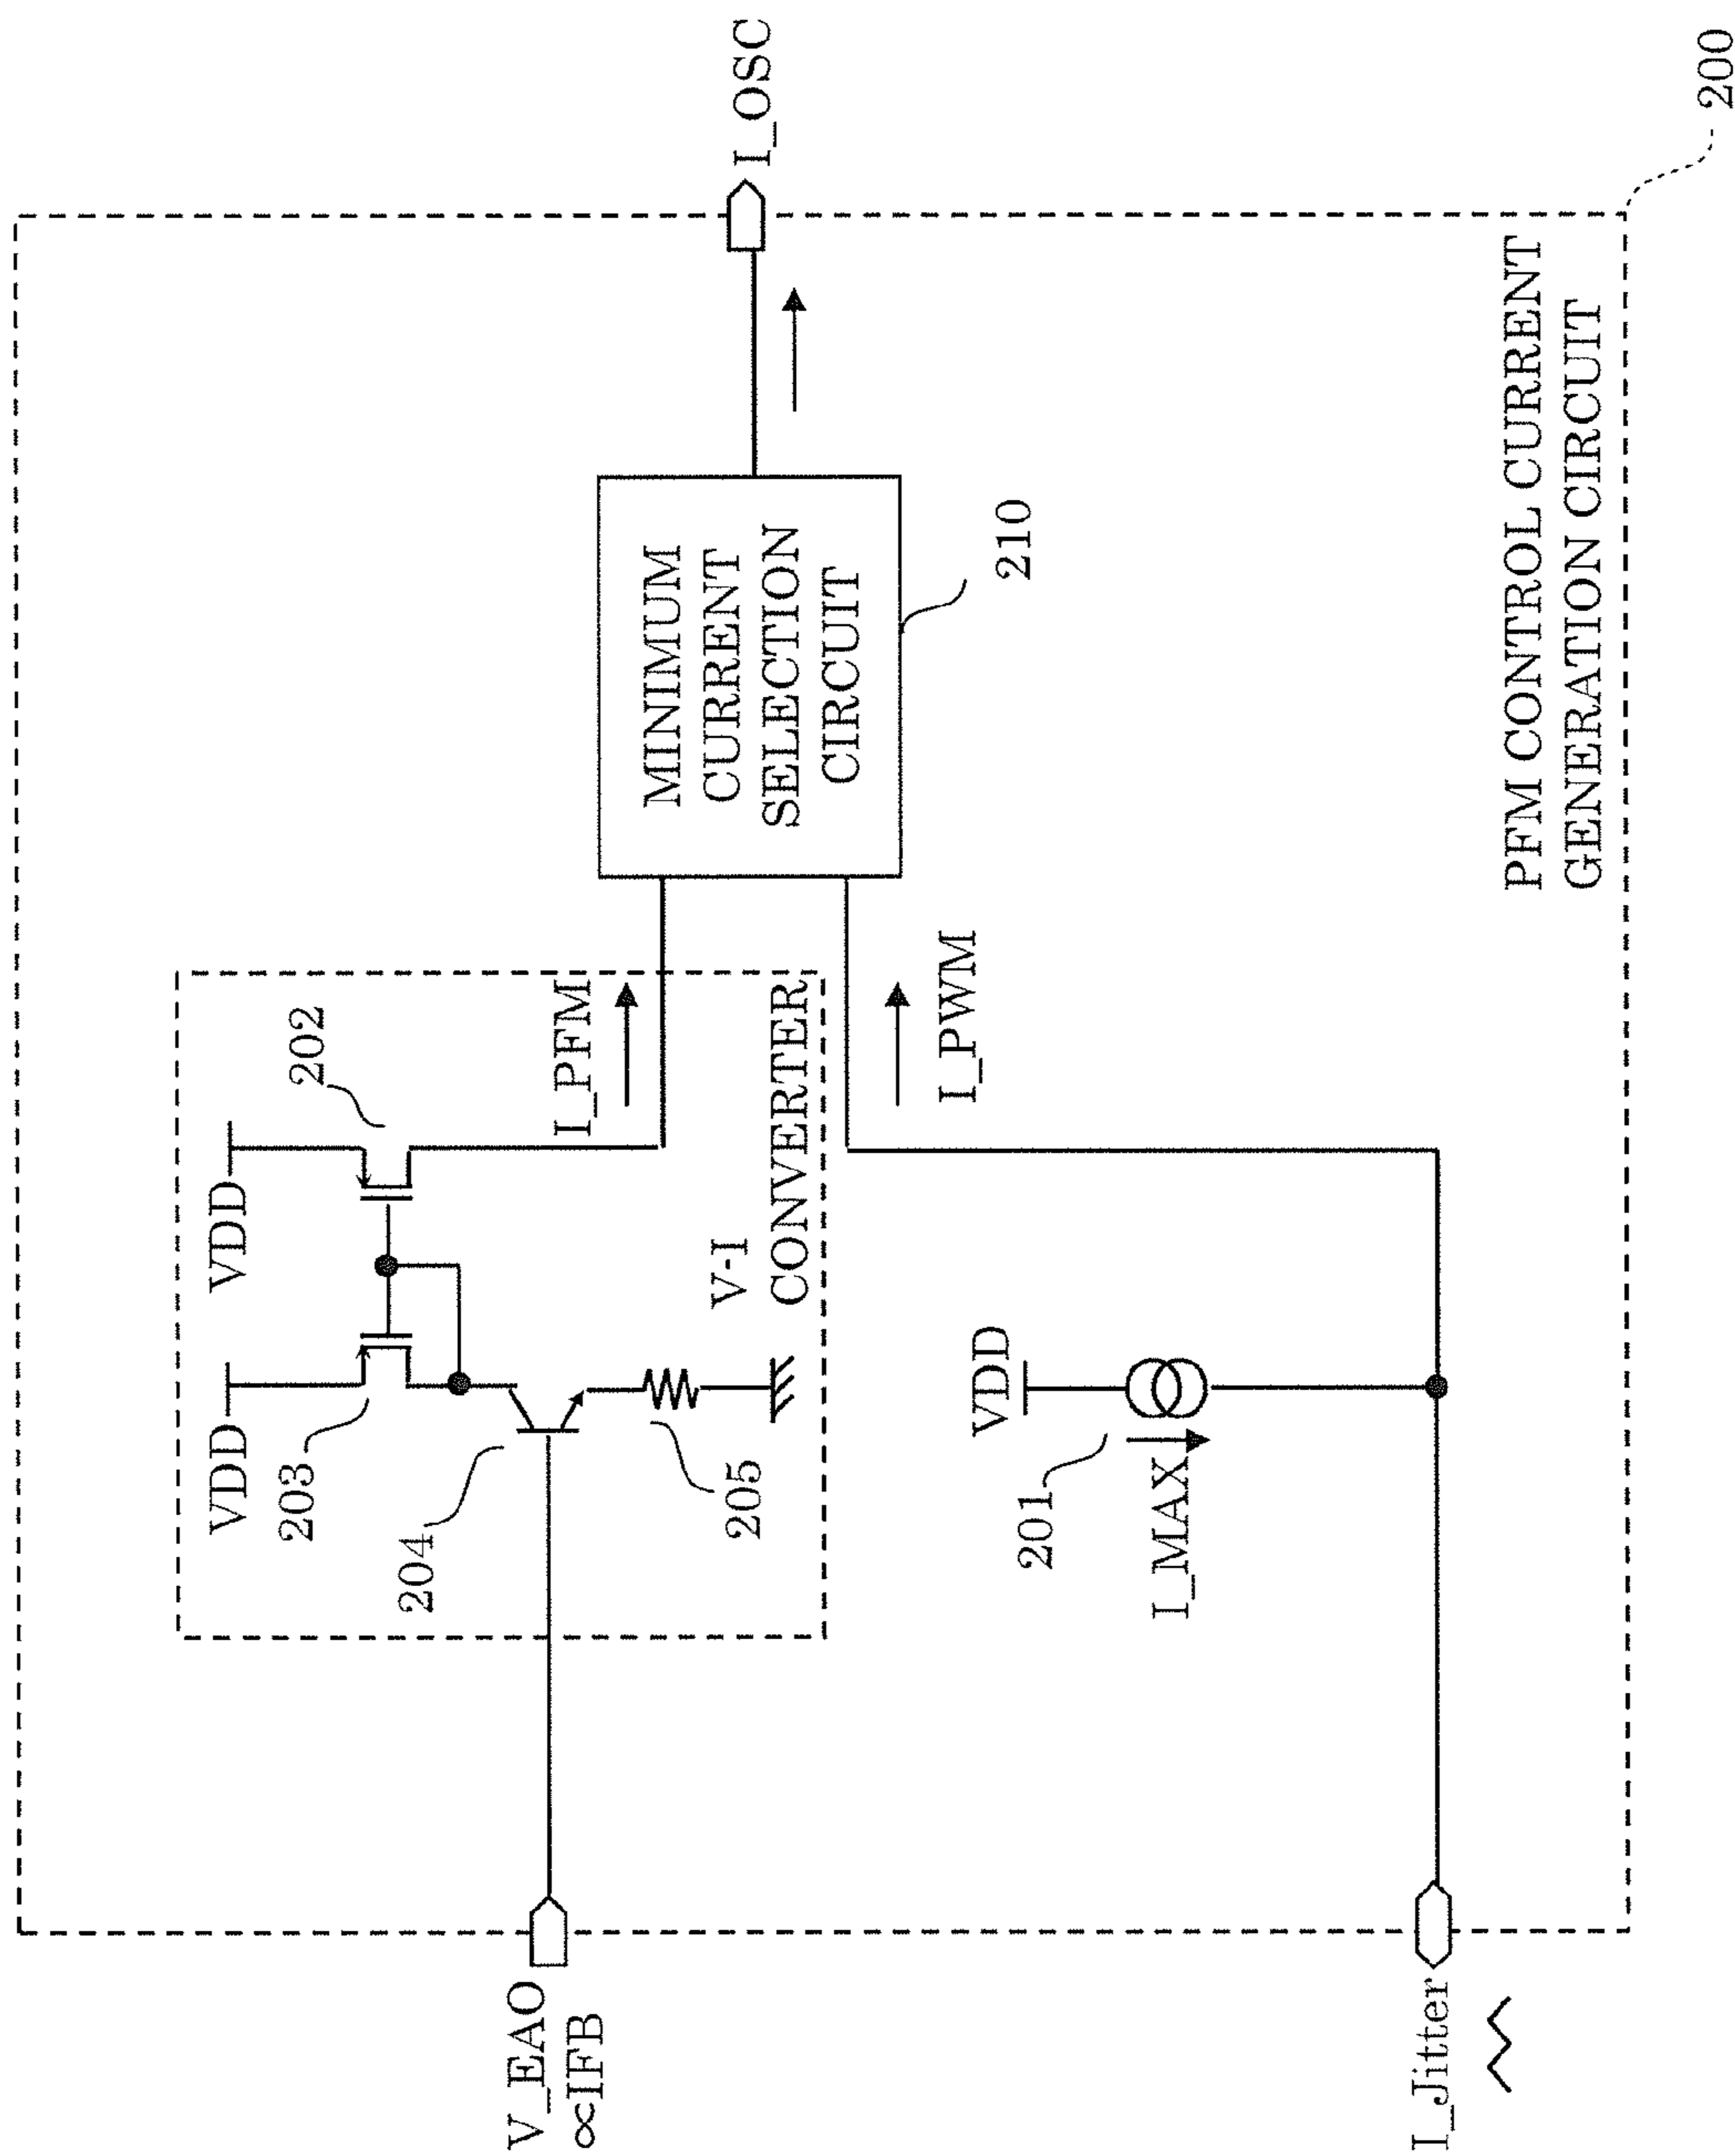 VDD
VDD
203
202
204
205
V-I
CONVERTER
I_PFM
V_EAO
∝IFB
MINIMUM
CURRENT
SELECTION
CIRCUIT
210
I_OSC
VDD
201
I_MAX
I_PWM
I_Jitter
PFM CONTROL CURRENT
GENERATION CIRCUIT
200